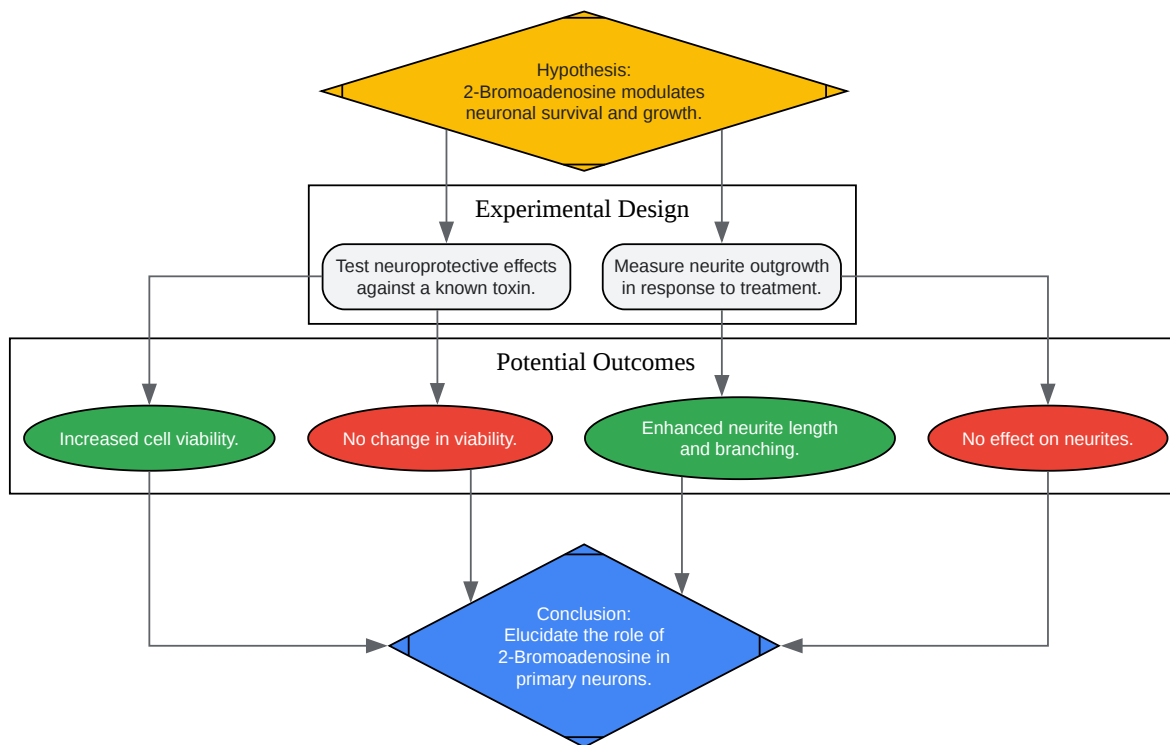 Hypothesis:
2-Bromoadenosine modulates
neuronal survival and growth.
Experimental Design
Test neuroprotective effects
against a known toxin.
Measure neurite outgrowth
in response to treatment.
Potential Outcomes
Increased cell viability.
No change in viability.
Enhanced neurite length
and branching.
No effect on neurites.
Conclusion:
Elucidate the role of
2-Bromoadenosine in
primary neurons.